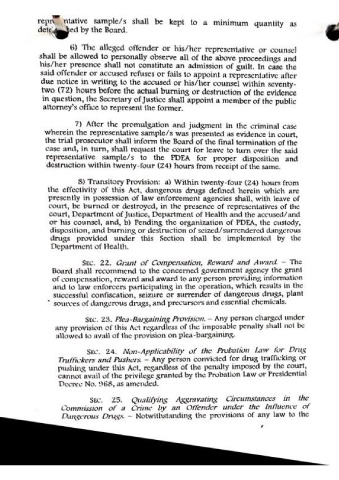 repre ntative sample/s shall be kept to a minimum quantity as
dete ed by the Board.
6) The alleged offender or his/her representative or counsel
shall be allowed to personally observe all of the above proceedings and
his/her presence shall not constitute an admission of guilt. In case the
said offender or accused refuses or fails to appoint a representative after
due notice in writing to the accused or his/her counsel within seventy-
two (72) hours before the actual burning or destruction of the evidence
in question, the Secretary of Justice shall appoint a member of the public
attorney's office to represent the former.
7) After the promulgation and judgment in the criminal case
wherein the representative sample/s was presented as evidence in court,
the trial prosecutor shall inform the Board of the final termination of the
case and, in turn, shall request the court for leave to turn over the said
representative sample/s to the PDEA for proper disposition and
destruction within twenty-four (24) hours from receipt of the same.
8) Transitory Provision: a) Within twenty-four (24) hours from
the effectivity of this Act, dangerous drugs defined herein which are
presently in possession of law enforcement agencies shall, with leave of
court, be burned or destroyed, in the presence of representatives of the
court, Department of Justice, Department of Health and the accused/and
or his counsel, and, b) Pending the organization of PDEA, the custody,
disposition, and burning or destruction of seized/surrendered dangerous
drugs provided under this Section shall be implemented by the
Department of Health.
SEC. 22. Grant of Compensation, Reward and Award. – The
Board shall recommend to the concerned government agency the grant
of compensation, reward and award to any person providing information
and to law enforcers participating in the operation, which results in the
successful confiscation, seizure or surrender of dangerous drugs, plant
sources of dangerous drugs, and precursors and essential chemicals.
SEC. 23. Plea-Bargaining Provision. – Any person charged under
any provision of this Act regardless of the imposable penalty shall not be
allowed to avail of the provision on plea-bargaining.
SEC. 24. Non-Applicability of the Probation Law for Drug
Traffickers and Pushers. – Any person convicted for drug trafficking or
pushing under this Act, regardless of the penalty imposed by the court,
cannot avail of the privilege granted by the Probation Law or Presidential
Decree No. 968, as amended.
SEC. 25. Qualifying Aggravating Circumstances in the
Commission of a Crime by an Offender under the Influence of
Dangerous Drugs. – Notwithstanding the provisions of any law to the